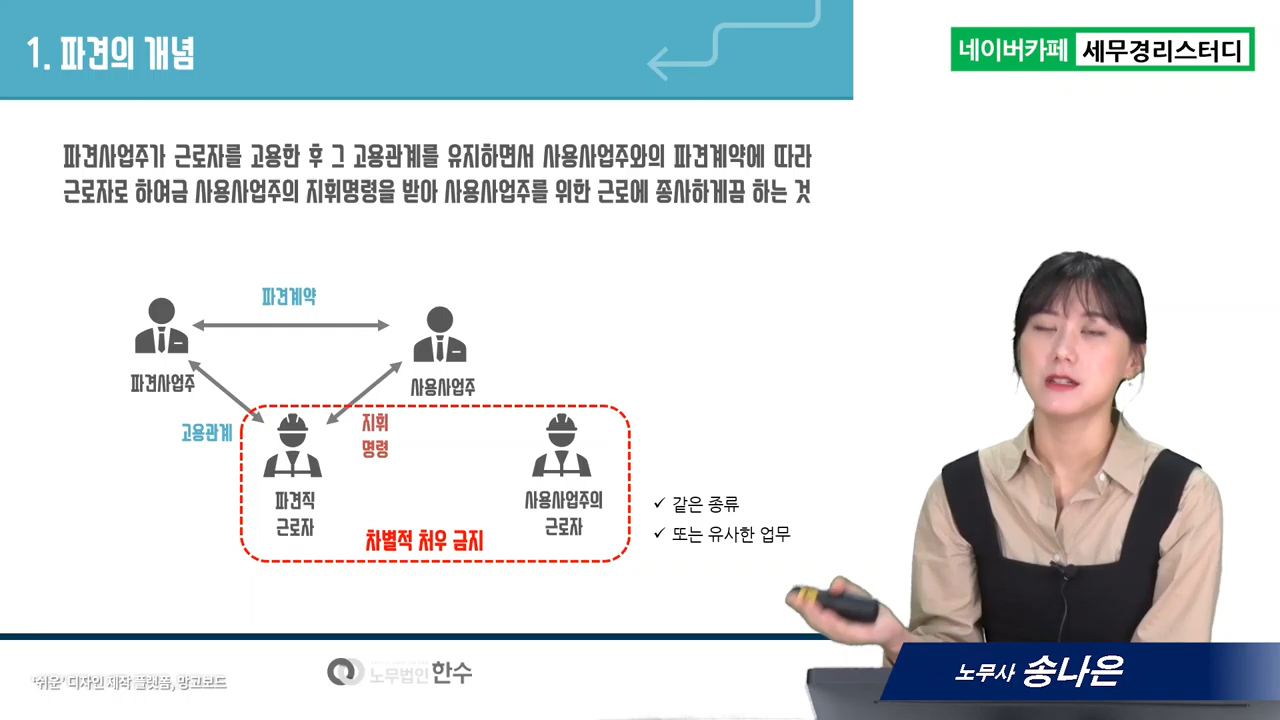 1. 파견의 개념
네이버카페 세무경리스터디
파견사업주가 근로자를 고용한 후 그 고용관계를 유지하면서 사용사업주와의 파견계약에 따라
근로자로 하여금 사용사업주의 지휘명령을 받아 사용사업주를 위한 근로에 종사하게끔 하는 것
파견계약
파견사업주
사용사업주
고용관계
지휘
명령
파견직
근로자
사용사업주의
근로자
차별적 처우 금지
✓ 같은 종류
✓ 또는 유사한 업무
노무법인 한수
'쉬운' 디자인 제작 플랫폼, 망고보드
노무사 송나은